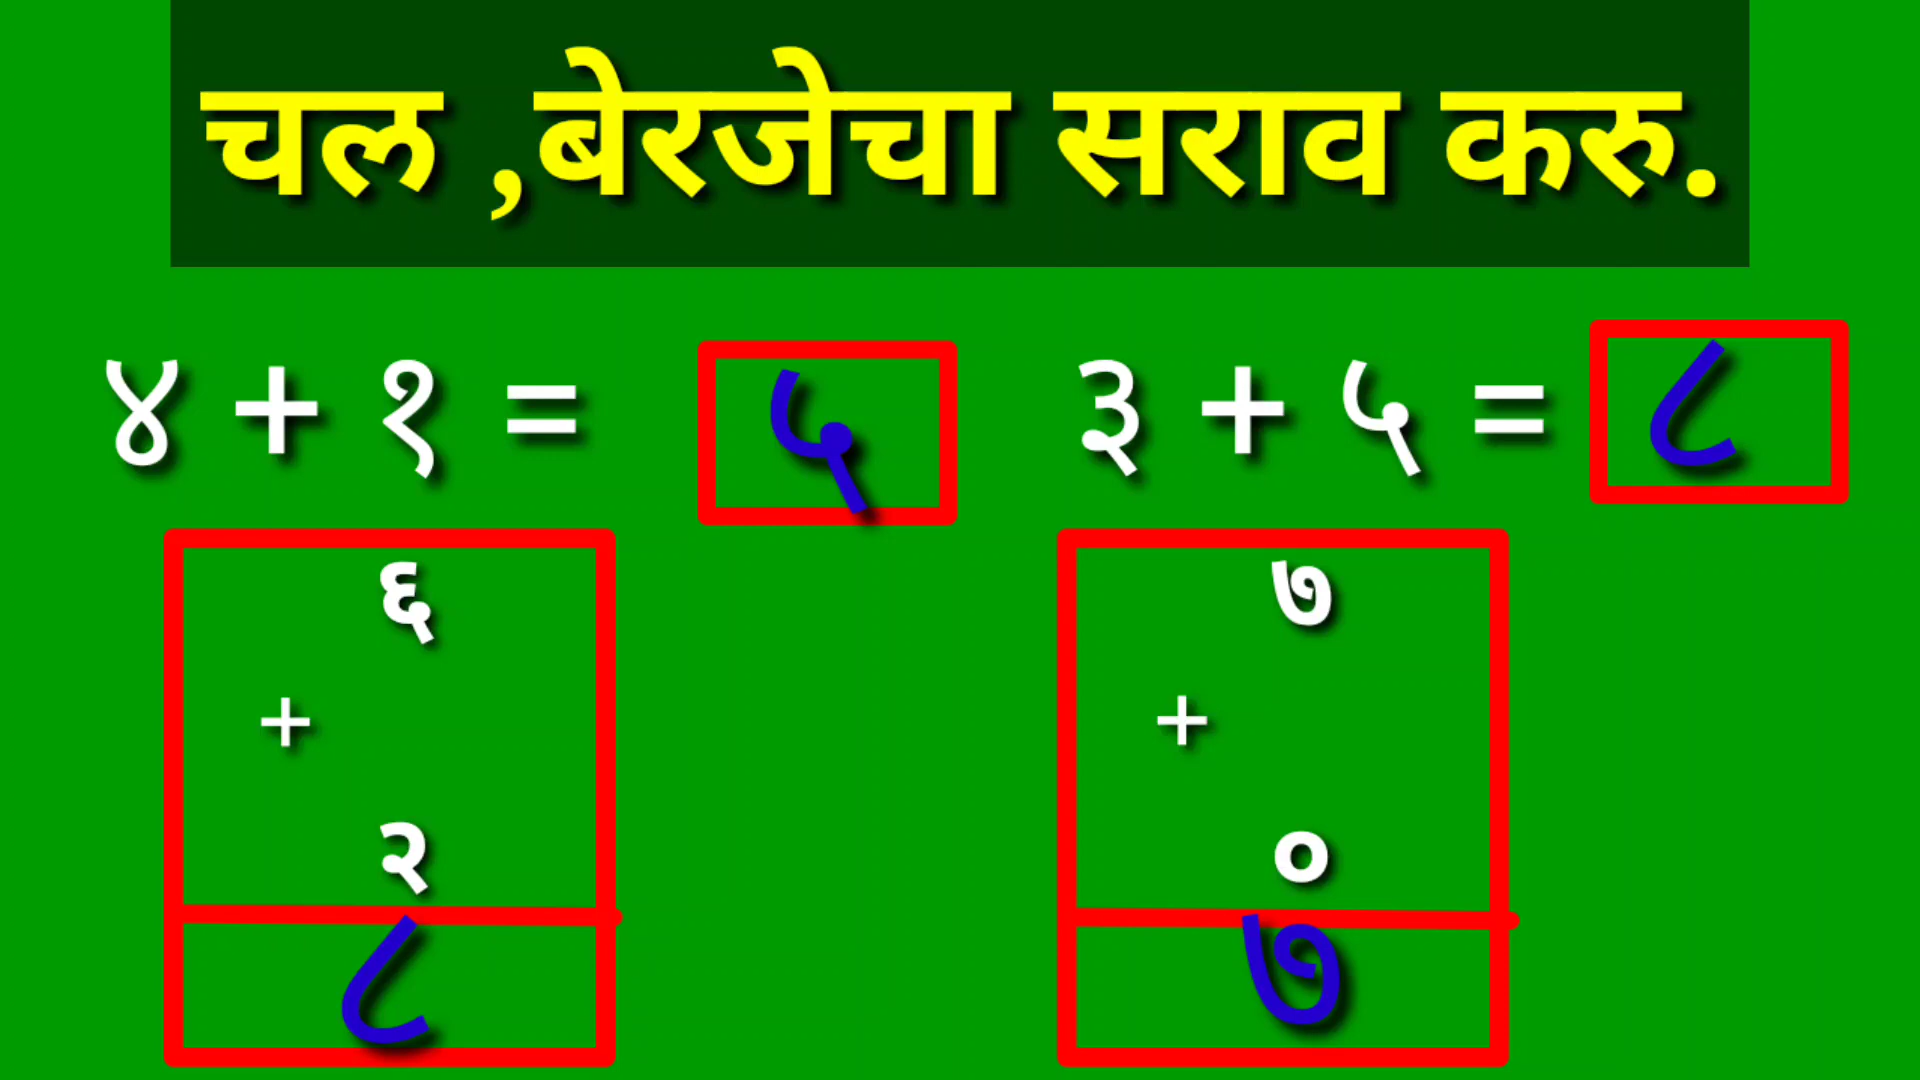 चल ,बेरजेचा सराव करु.
४ + १ = ५
३ + ५ = ८
६
+
२
८
७
+
०
७